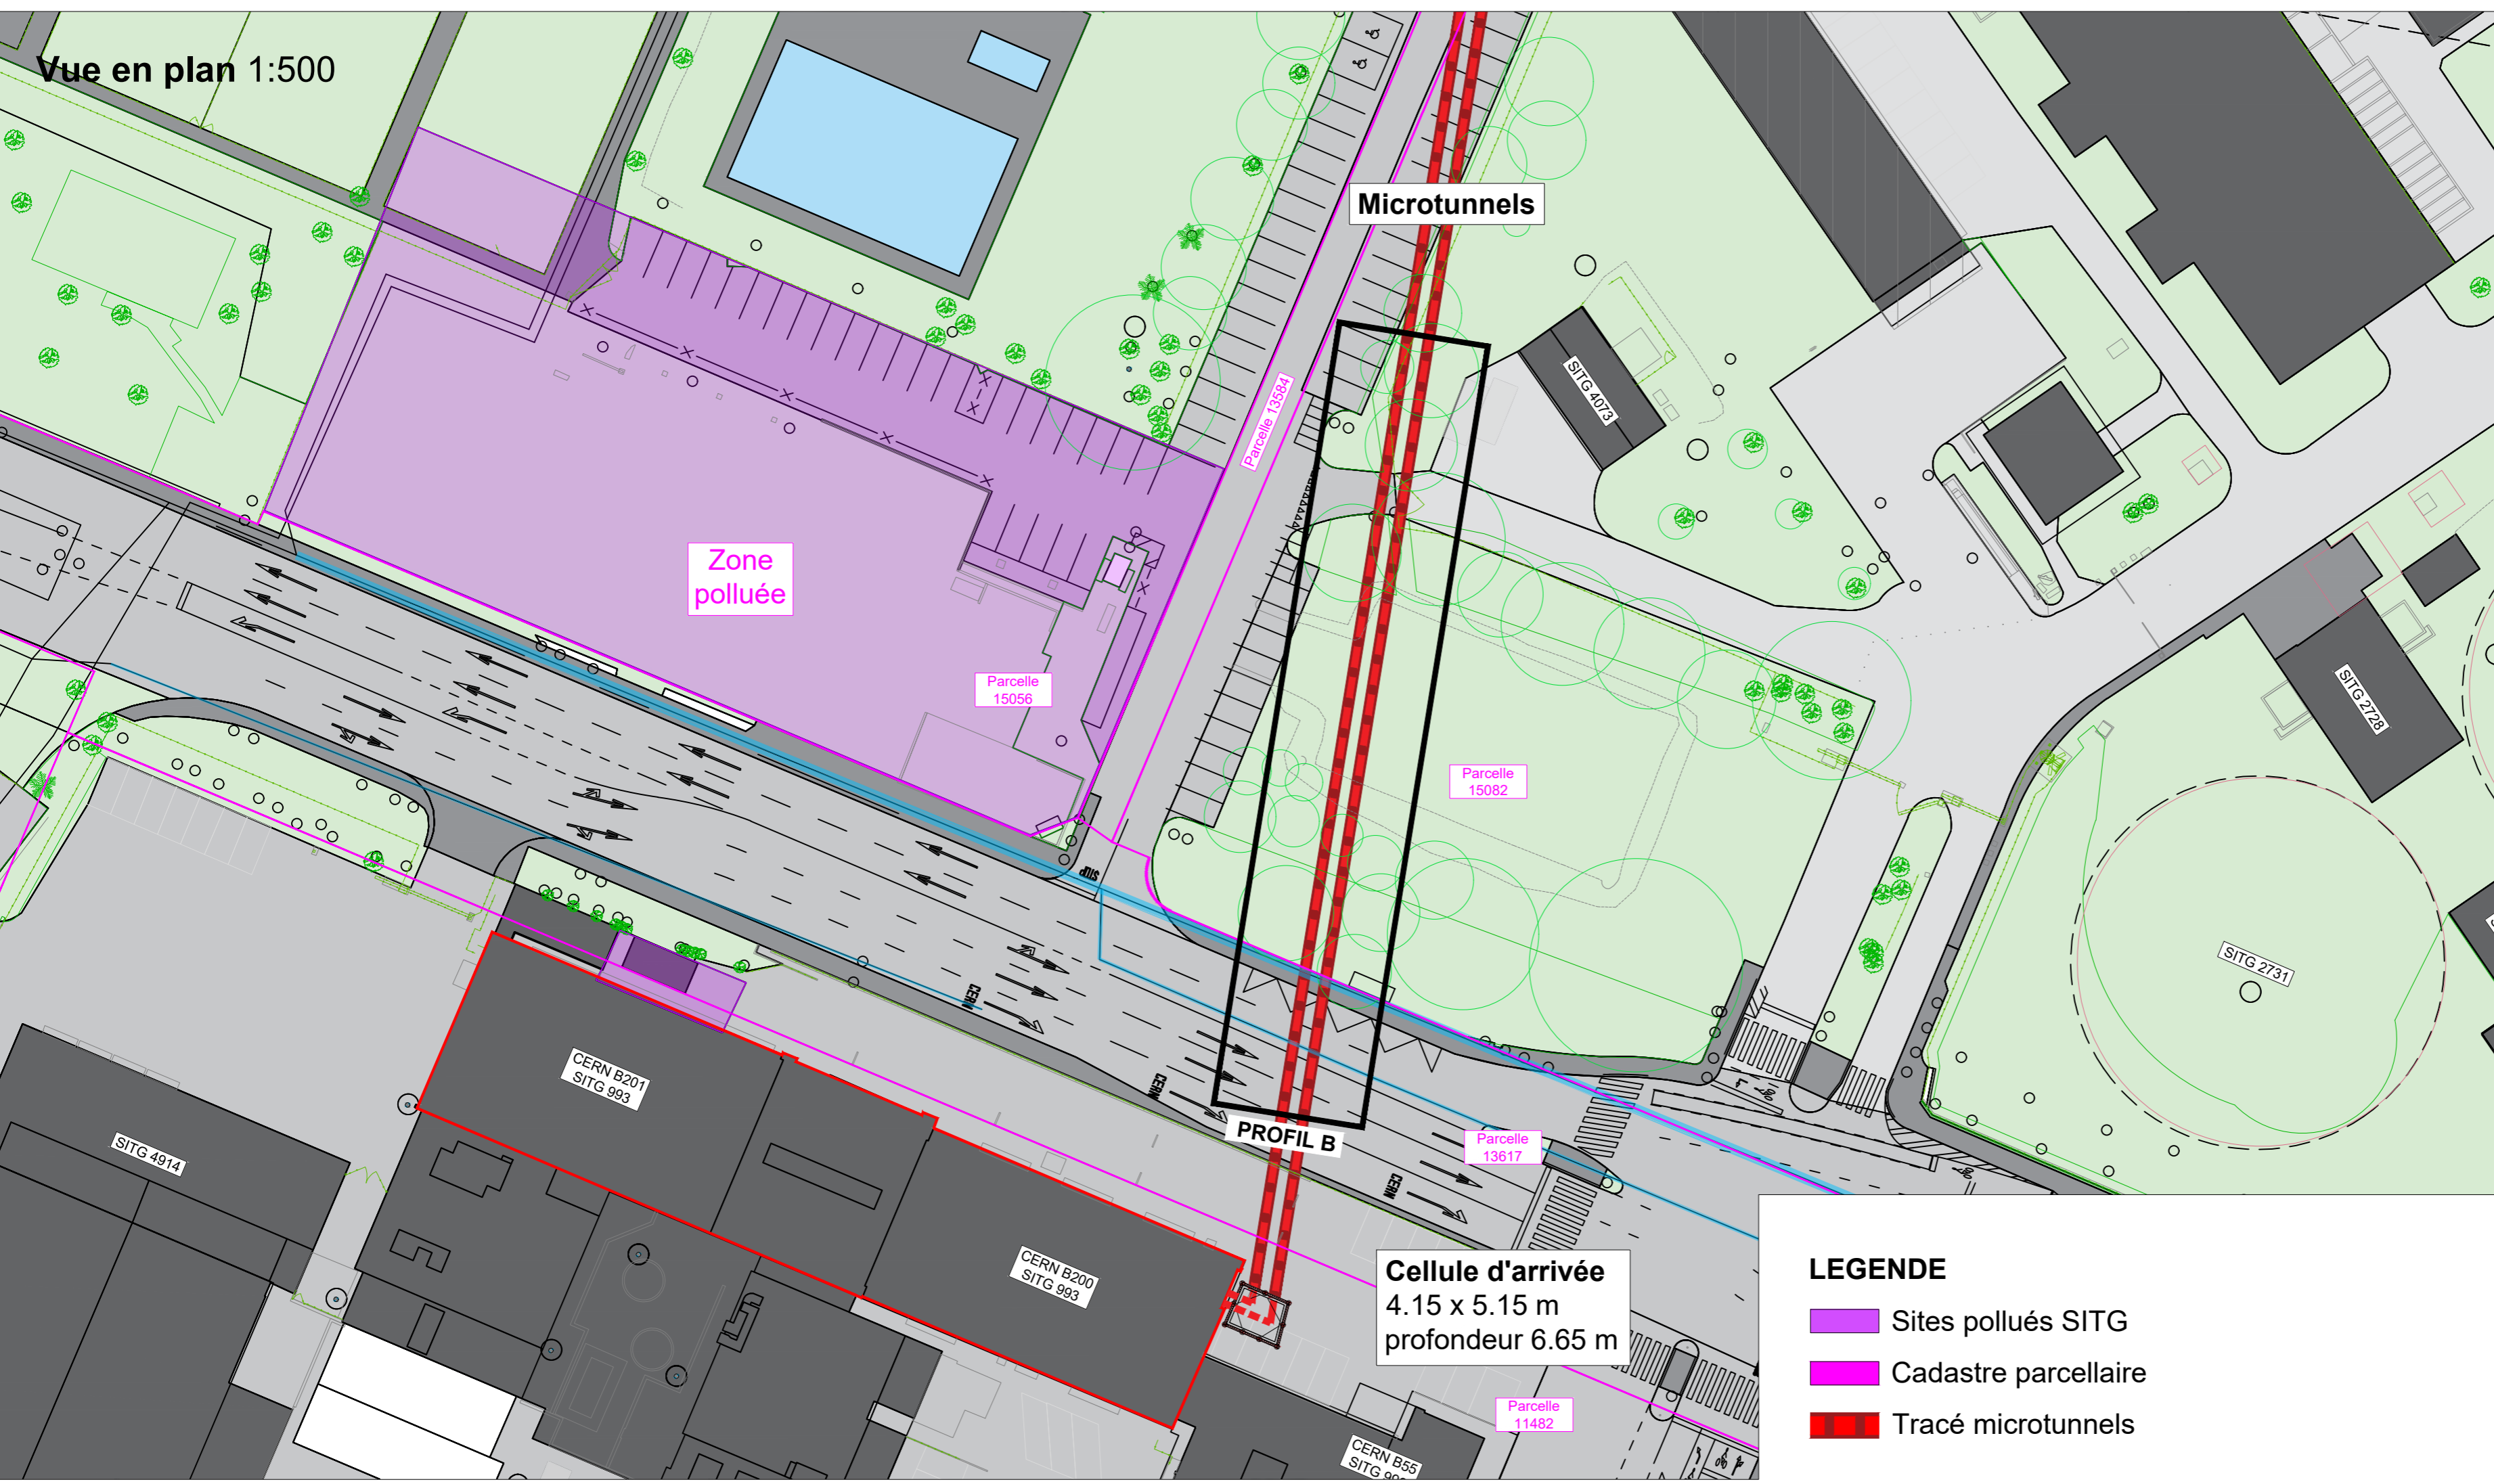 Vue en plan 1:500
Microtunnels
Parcelle 13584
SITG 4073
Zone
polluée
Parcelle
15056
Parcelle
15082
SITG 2728
SITG 2731
STOP
CERN
CERN
CERN
CERN B201
SITG 993
SITG 4914
PROFIL B
Parcelle
13617
CERN B200
SITG 993
Cellule d'arrivée
4.15 x 5.15 m
profondeur 6.65 m
Parcelle
11482
CERN B55
LEGENDE
Sites pollués SITG
Cadastre parcellaire
Tracé microtunnels